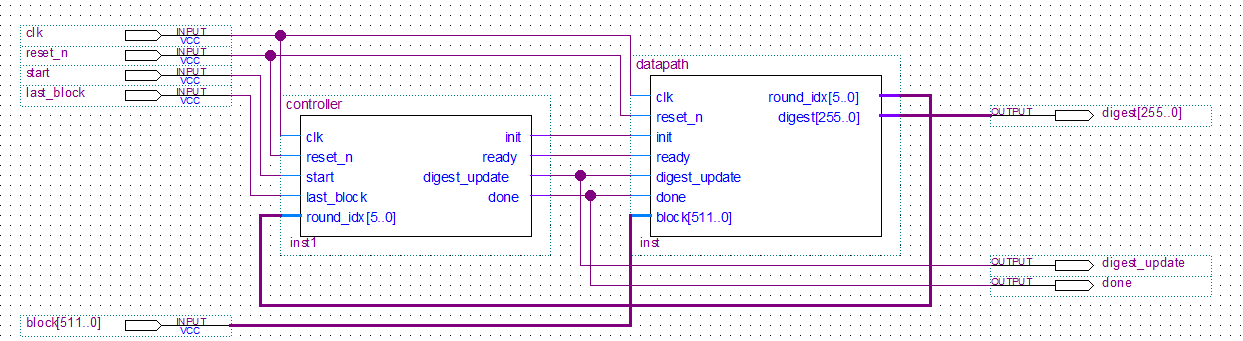 clk INPUT VCC
reset_n INPUT VCC
start INPUT VCC
last_block INPUT VCC
controller
clk init
reset_n ready
start digest_update
last_block done
round_idx[5..0]
inst1
datapath
clk round_idx[5..0]
reset_n digest[255..0]
init
ready
digest_update
done
block[511..0]
inst
OUTPUT digest[255..0]
OUTPUT digest_update
OUTPUT done
block[511..0] INPUT VCC